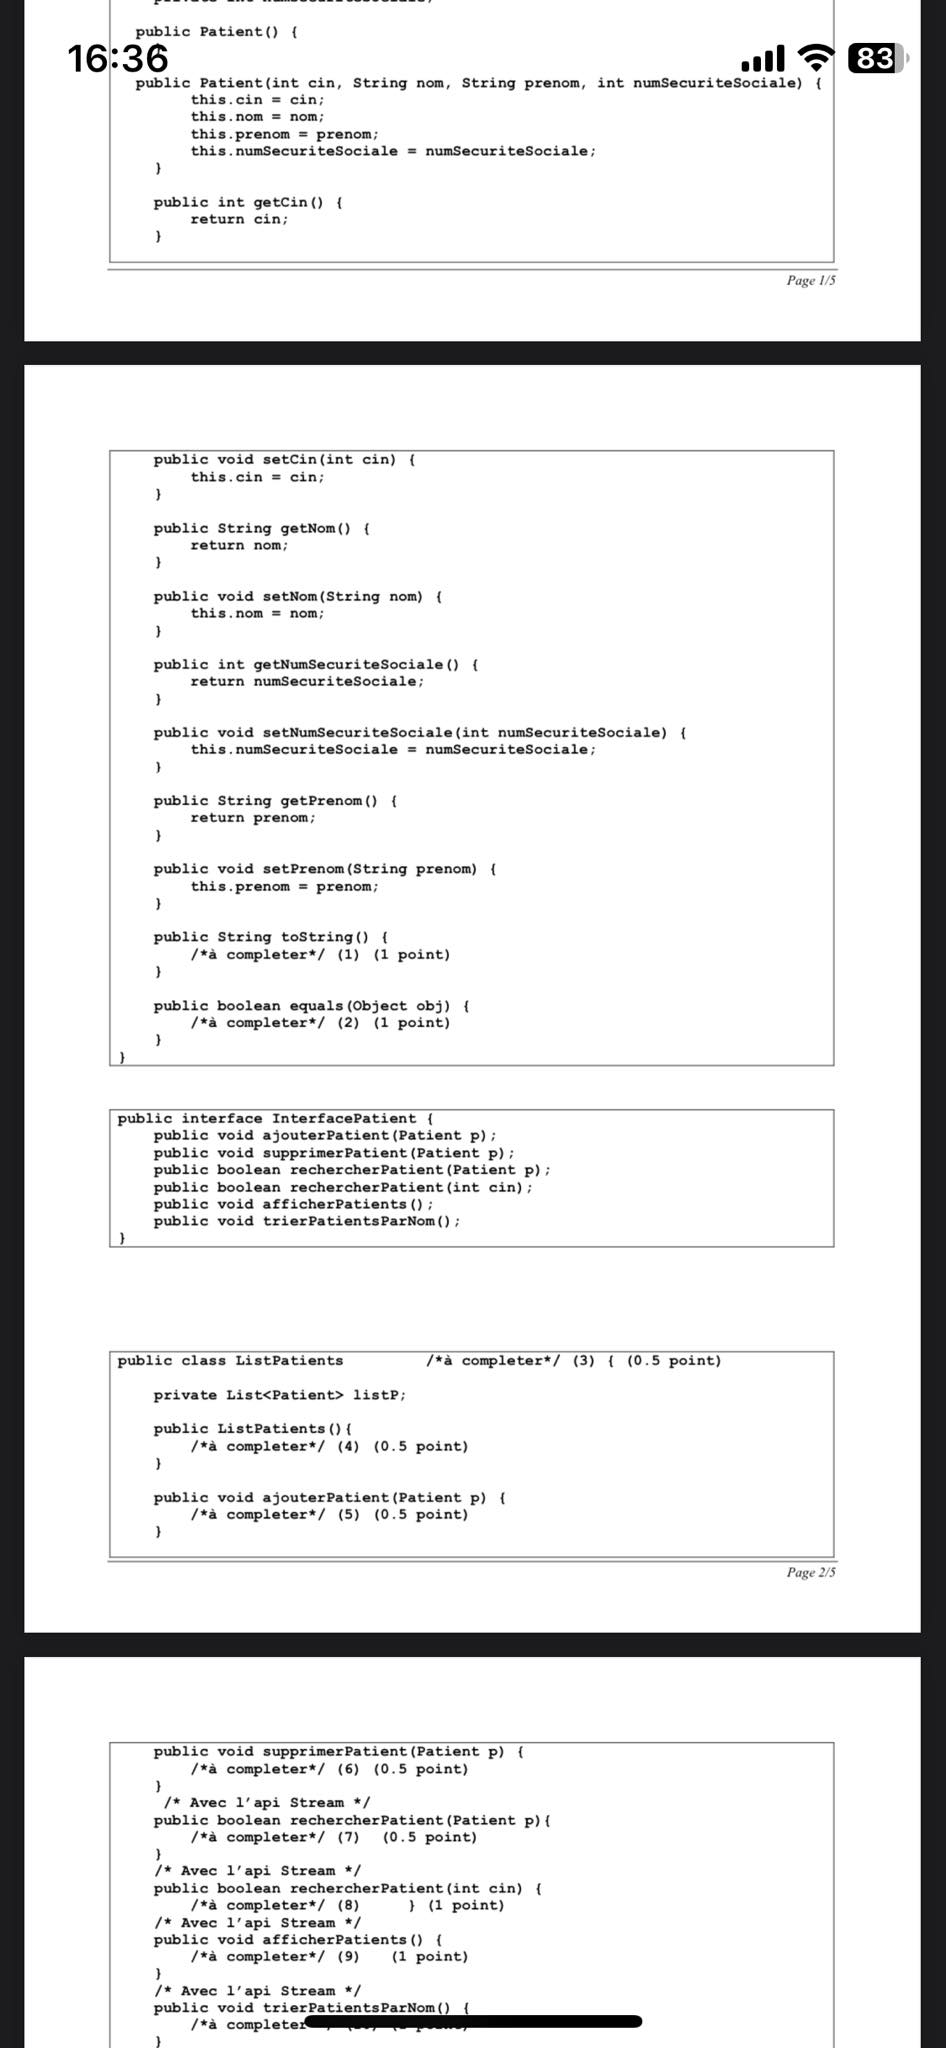 public Patient() {
16:36
83
public Patient(int cin, String nom, String prenom, int numSecuriteSociale) {
this.cin = cin;
this.nom = nom;
this.prenom = prenom;
this.numSecuriteSociale = numSecuriteSociale;
}
public int getCin() {
return cin;
}
Page 1/5
public void setCin(int cin) {
this.cin = cin;
}
public String getNom() {
return nom;
}
public void setNom(String nom) {
this.nom = nom;
}
public int getNumSecuriteSociale() {
return numSecuriteSociale;
}
public void setNumSecuriteSociale(int numSecuriteSociale) {
this.numSecuriteSociale = numSecuriteSociale;
}
public String getPrenom() {
return prenom;
}
public void setPrenom(String prenom) {
this.prenom = prenom;
}
public String toString() {
/*à completer*/ (1) (1 point)
}
public boolean equals(Object obj) {
/*à completer*/ (2) (1 point)
}
}
public interface InterfacePatient {
public void ajouterPatient(Patient p);
public void supprimerPatient(Patient p);
public boolean rechercherPatient(Patient p);
public boolean rechercherPatient(int cin);
public void afficherPatients();
public void trierPatientsParNom();
}
public class ListPatients /*à completer*/ (3) { (0.5 point)
private List<Patient> listP;
public ListPatients(){
/*à completer*/ (4) (0.5 point)
}
public void ajouterPatient(Patient p) {
/*à completer*/ (5) (0.5 point)
}
Page 2/5
public void supprimerPatient(Patient p) {
/*à completer*/ (6) (0.5 point)
}
/* Avec l’api Stream */
public boolean rechercherPatient(Patient p){
/*à completer*/ (7) (0.5 point)
}
/* Avec l’api Stream */
public boolean rechercherPatient(int cin) {
/*à completer*/ (8) } (1 point)
/* Avec l’api Stream */
public void afficherPatients() {
/*à completer*/ (9) (1 point)
}
/* Avec l’api Stream */
public void trierPatientsParNom() {
/*à completer
}